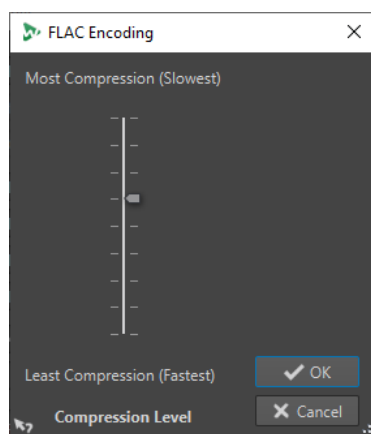 FLAC Encoding
Most Compression (Slowest)
Least Compression (Fastest)
OK
Compression Level
Cancel